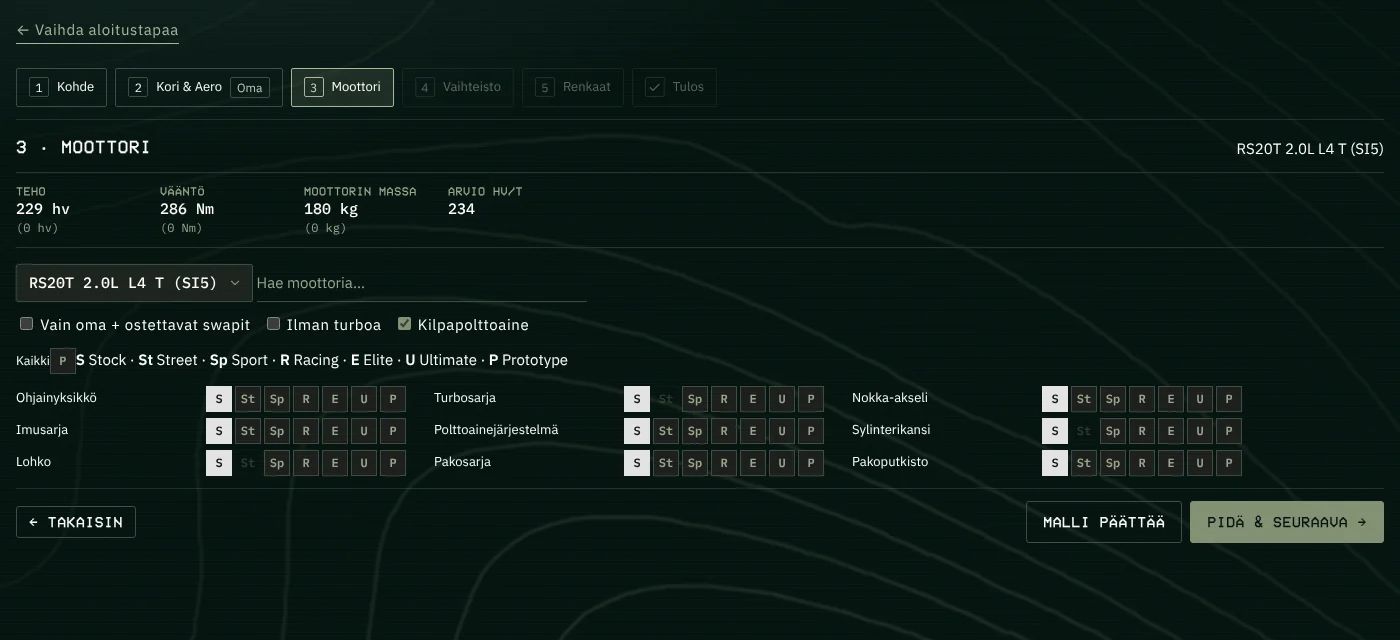 ← Vaihda aloitustapaa
1 Kohde 2 Kori & Aero Oma 3 Moottori 4 Vaihteisto 5 Renkaat ✓ Tulos
3 · MOOTTORI RS20T 2.0L L4 T (SI5)
TEHO VÄÄNTÖ MOOTTORIN MASSA ARVIO HV/T
229 hv 286 Nm 180 kg 234
(0 hv) (0 Nm) (0 kg)
RS20T 2.0L L4 T (SI5) Hae moottoria…
Vain oma + ostettavat swapit Ilman turboa Kilpapolttoaine
Kaikki P S Stock · St Street · Sp Sport · R Racing · E Elite · U Ultimate · P Prototype
Ohjainyksikkö S St Sp R E U P Turbosarja S St Sp R E U P Nokka-akseli S St Sp R E U P
Imusarja S St Sp R E U P Polttoainejärjestelmä S St Sp R E U P Sylinterikansi S St Sp R E U P
Lohko S St Sp R E U P Pakosarja S St Sp R E U P Pakoputkisto S St Sp R E U P
← TAKAISIN MALLI PÄÄTTÄÄ PIDÄ & SEURAAVA →